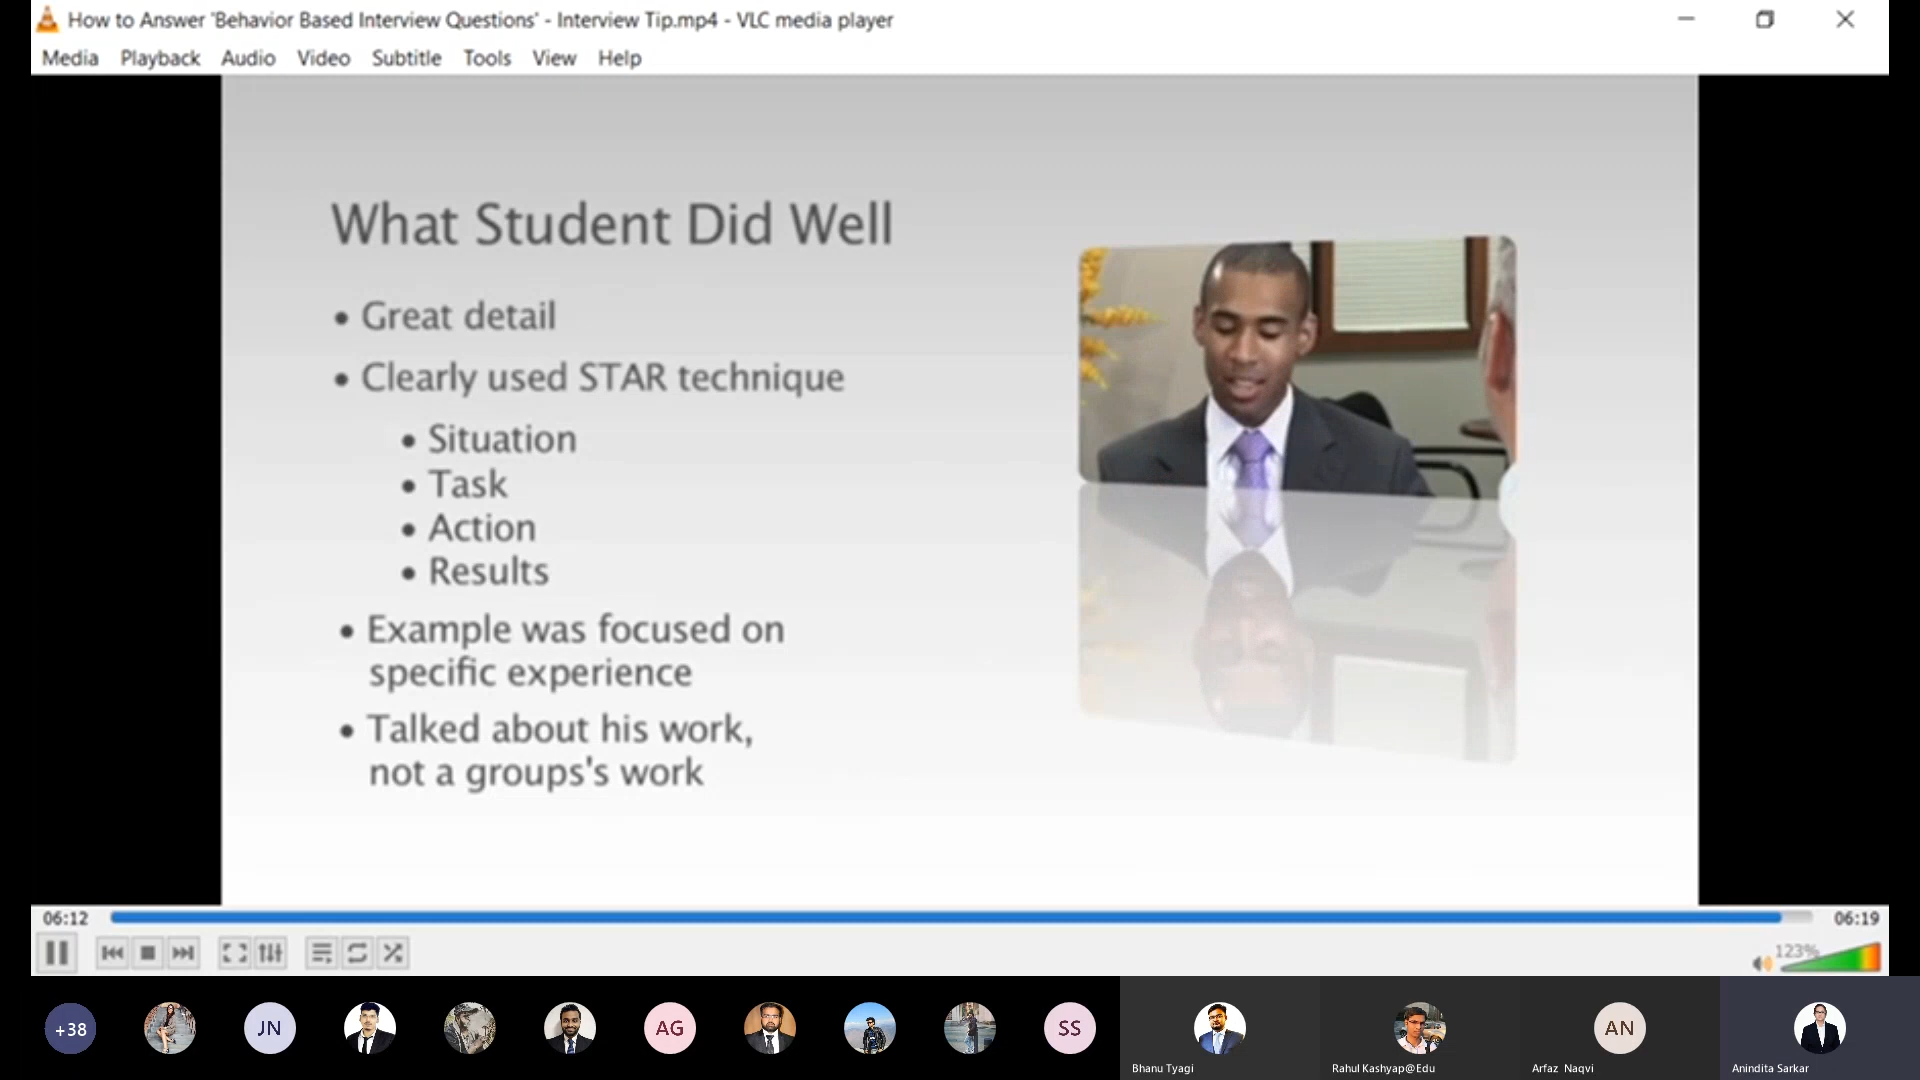 How to Answer 'Behavior Based Interview Questions' - Interview Tip.mp4 - VLC media player
Media Playback Audio Video Subtitle Tools View Help
What Student Did Well
• Great detail
• Clearly used STAR technique
• Situation
• Task
• Action
• Results
• Example was focused on
specific experience
• Talked about his work,
not a groups's work
06:12
06:19
123%
+38
JN
AG
SS
AN
Bhanu Tyagi
Rahul Kashyap@Edu
Arfaz Naqvi
Anindita Sarkar